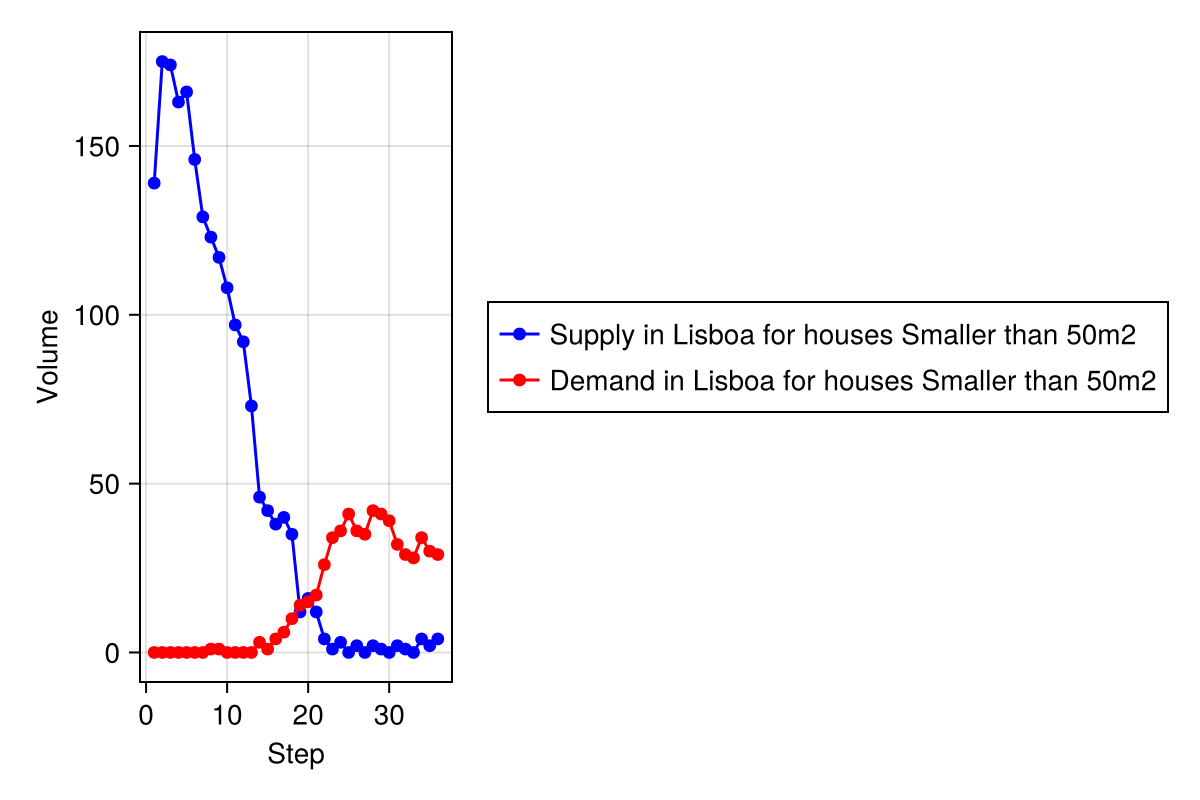 150
100
50
0
Volume
0 10 20 30
Step
Supply in Lisboa for houses Smaller than 50m2
Demand in Lisboa for houses Smaller than 50m2